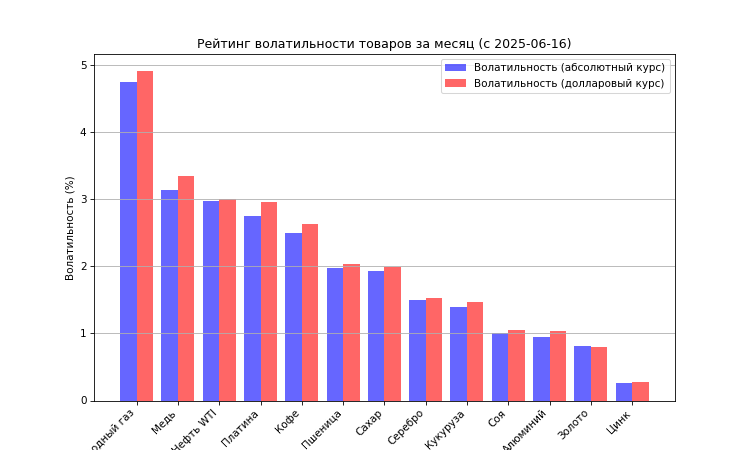 Рейтинг волатильности товаров за месяц (с 2025-06-16)
Волатильность (абсолютный курс)
Волатильность (долларовый курс)
Волатильность (%)
5
4
3
2
1
0
одный газ
Медь
Нефть WTI
Платина
Кофе
Пшеница
Сахар
Серебро
Кукуруза
Соя
Алюминий
Золото
Цинк